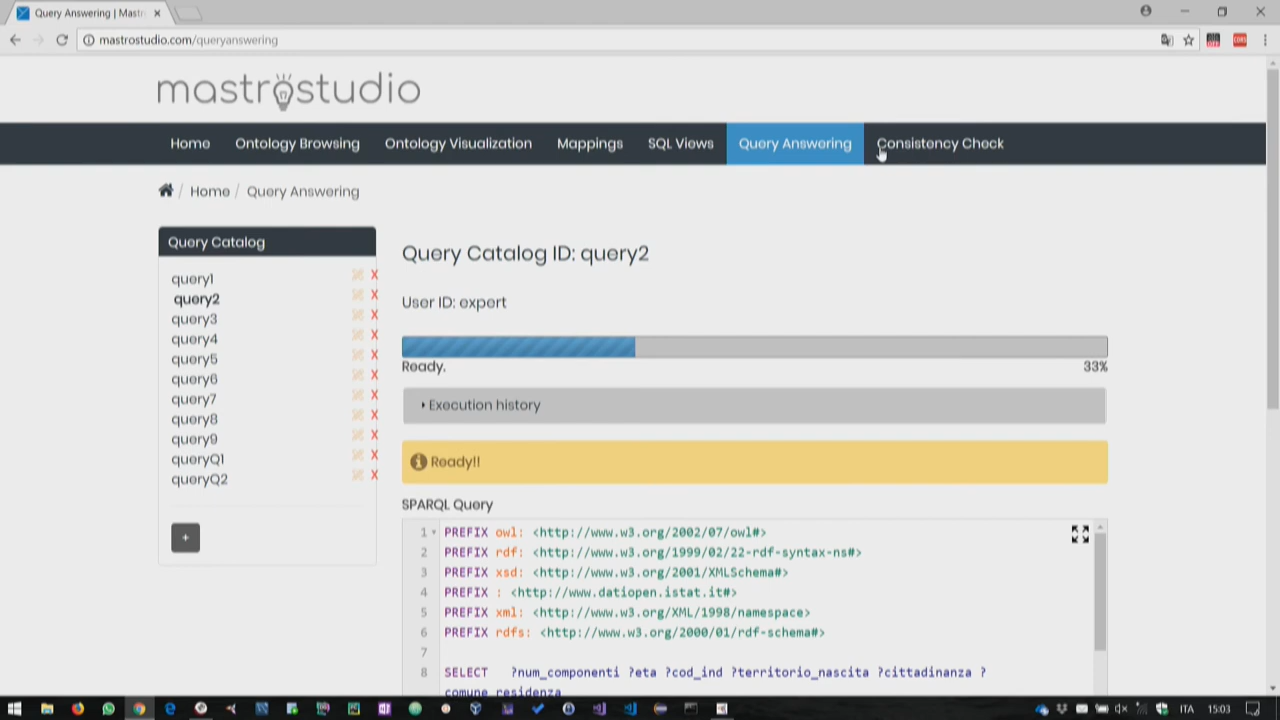 Query Answering | Mastr
mastrostudio.com/queryanswering
mastrostudio
Home Ontology Browsing Ontology Visualization Mappings SQL Views Query Answering Consistency Check
/ Home / Query Answering
Query Catalog
query1 X
query2 X
query3 X
query4 X
query5 X
query6 X
query7 X
query8 X
query9 X
queryQ1 X
queryQ2 X
+
Query Catalog ID: query2
User ID: expert
Ready. 33%
Execution history
Ready!!
SPARQL Query
1 PREFIX owl: <http://www.w3.org/2002/07/owl#>
2 PREFIX rdf: <http://www.w3.org/1999/02/22-rdf-syntax-ns#>
3 PREFIX xsd: <http://www.w3.org/2001/XMLSchema#>
4 PREFIX : <http://www.datiopen.istat.it#>
5 PREFIX xml: <http://www.w3.org/XML/1998/namespace>
6 PREFIX rdfs: <http://www.w3.org/2000/01/rdf-schema#>
7
8 SELECT ?num_componenti ?eta ?cod_ind ?territorio_nascita ?cittadinanza ?
comune_residenza
ITA 15:03